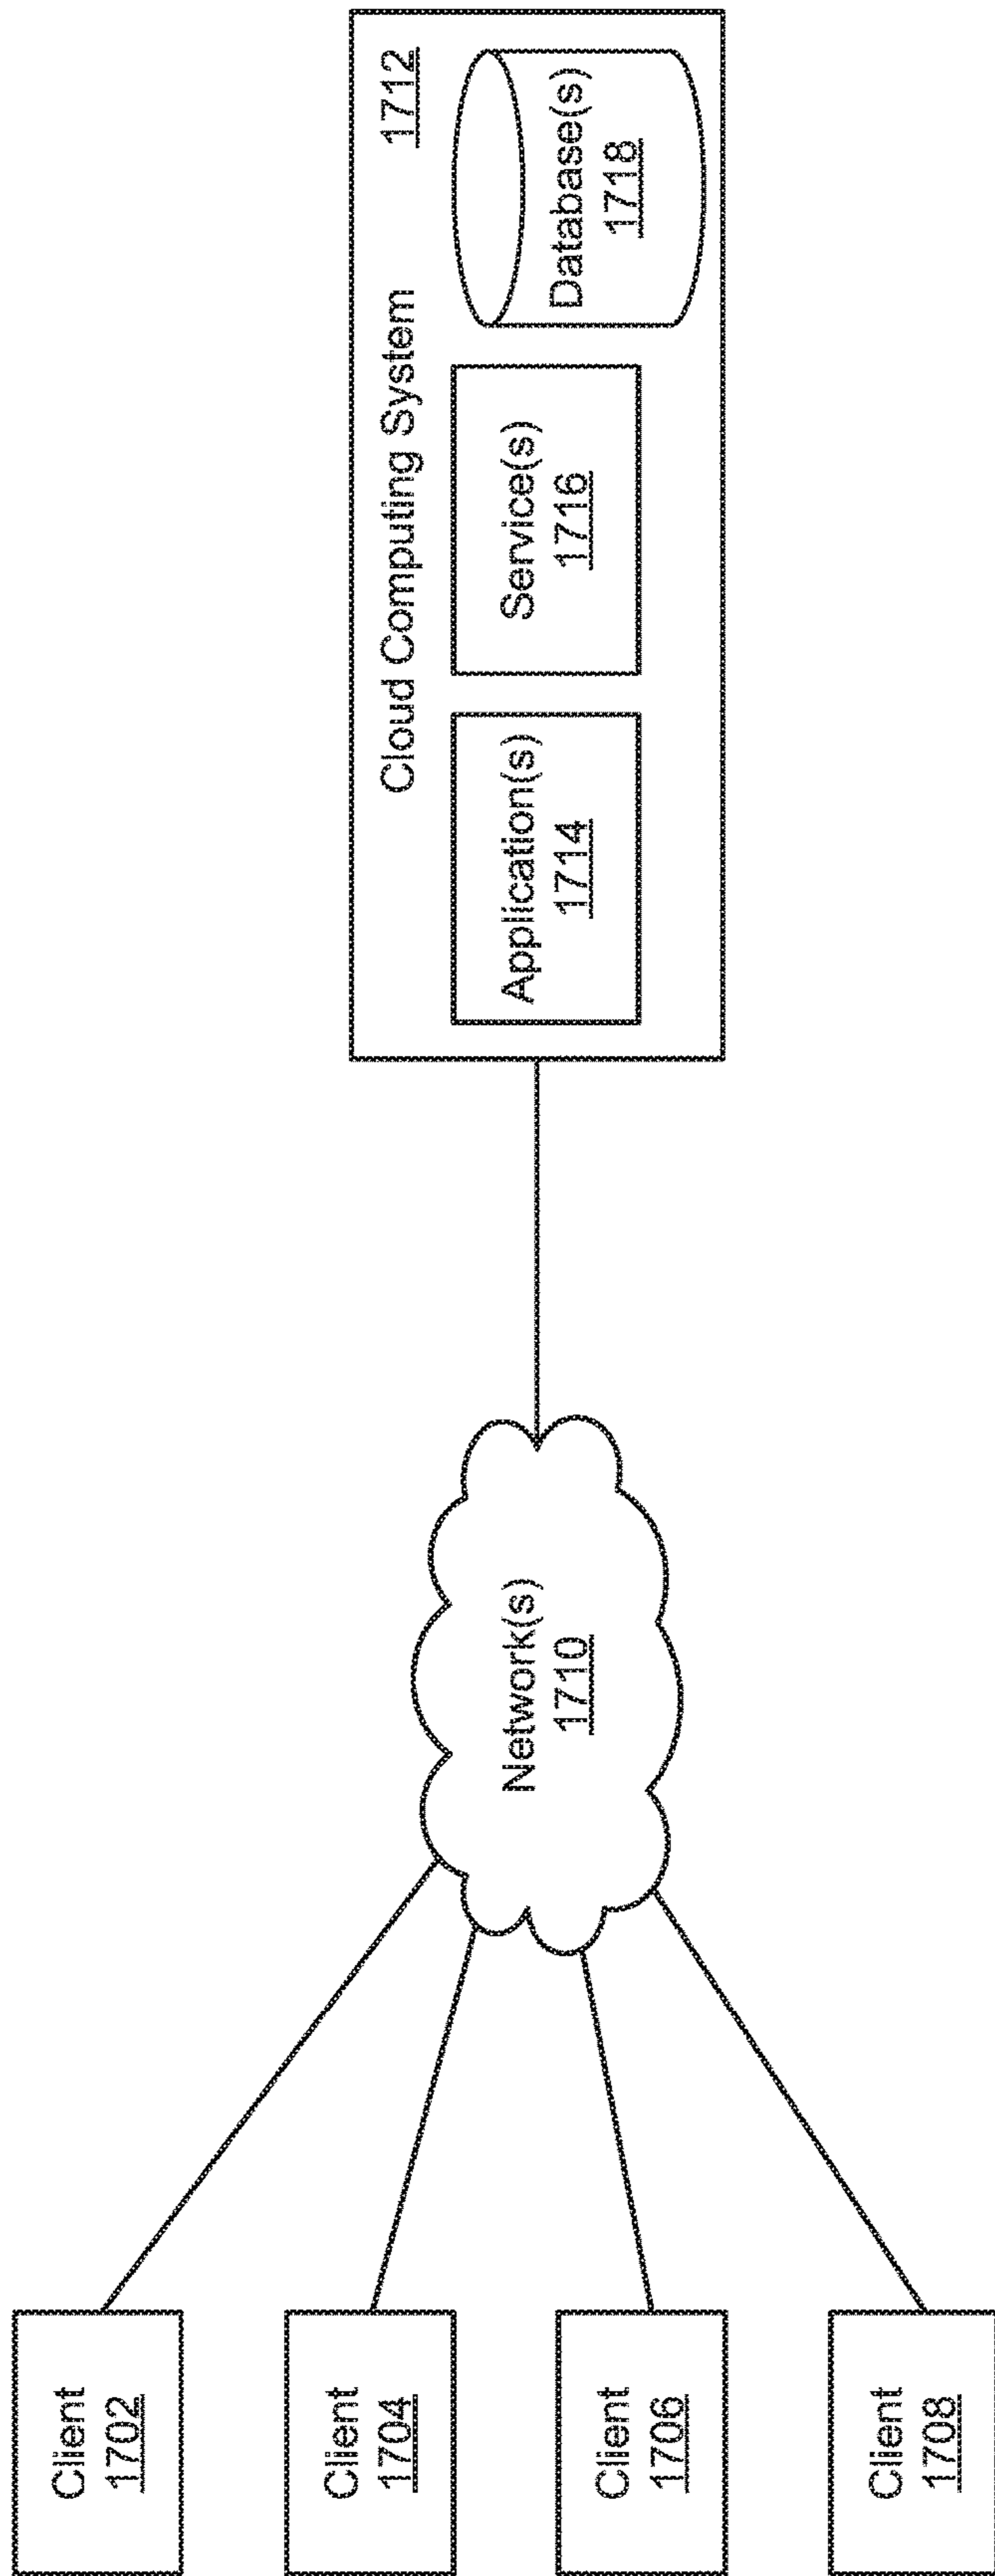 Client
1702
Client
1704
Client
1706
Client
1708
Network(s)
1710
Cloud Computing System
1712
Application(s)
1714
Service(s)
1716
Database(s)
1718